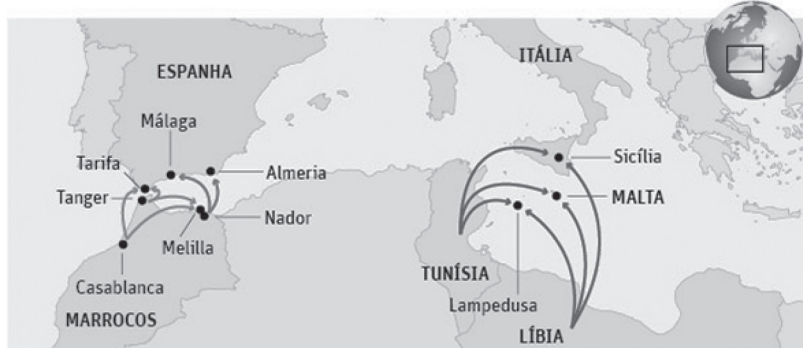 ITÁLIA
ESPANHA
Málaga
Tarifa
Almeria
Sicília
Tanger
MALTA
Nador
Melilla
TUNÍSIA
Casablanca
Lampedusa
MARROCOS
LÍBIA